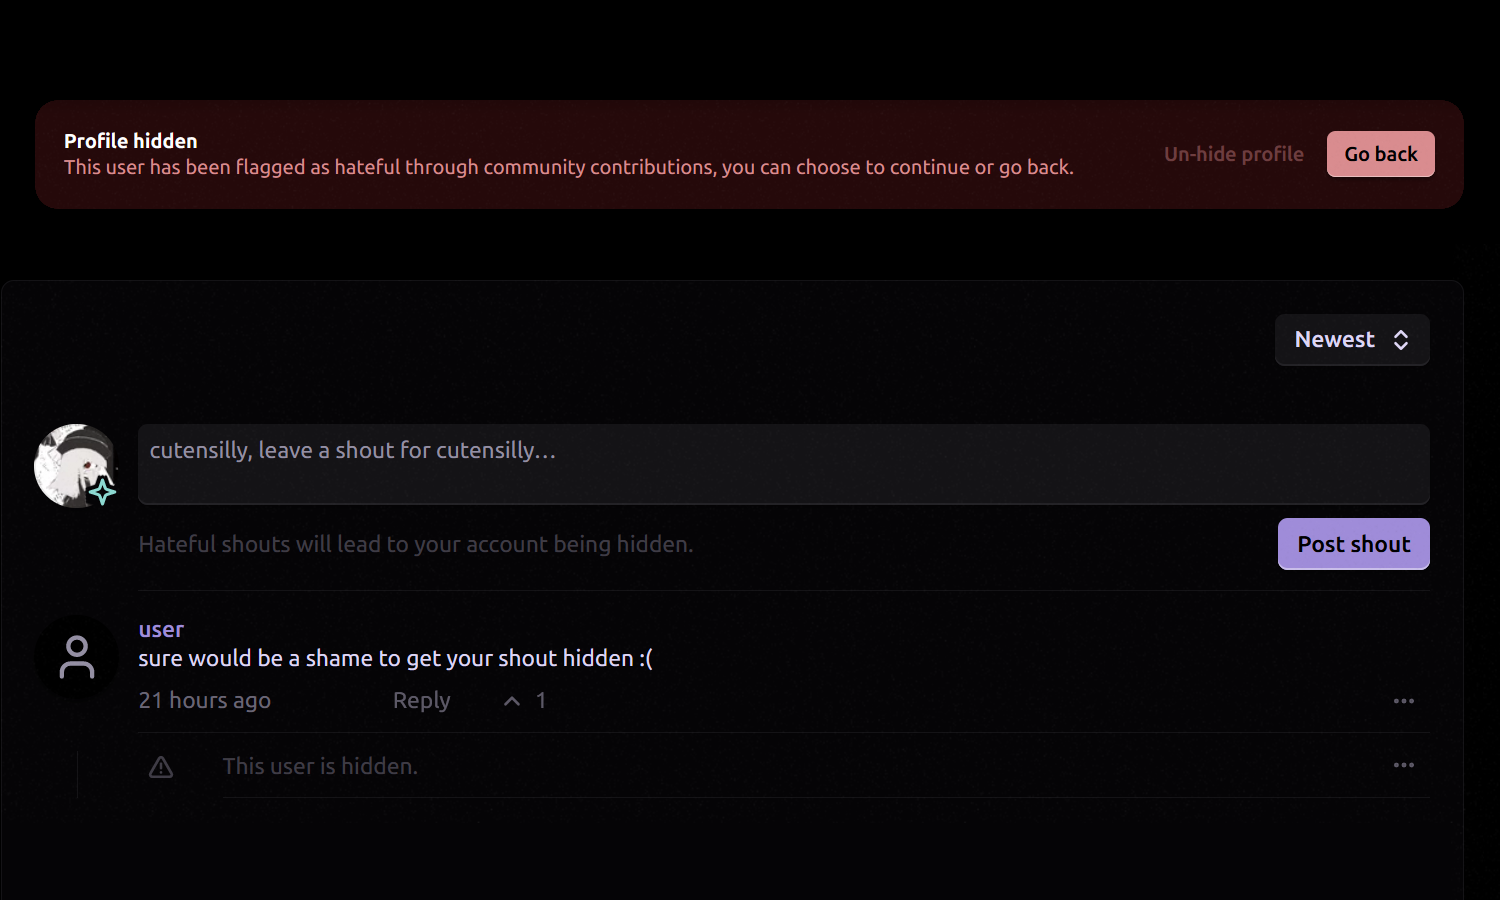 Profile hidden
This user has been flagged as hateful through community contributions, you can choose to continue or go back.
Un-hide profile
Go back
Newest
cutensilly, leave a shout for cutensilly...
Hateful shouts will lead to your account being hidden.
Post shout
user
sure would be a shame to get your shout hidden :(
21 hours ago
Reply
1
This user is hidden.